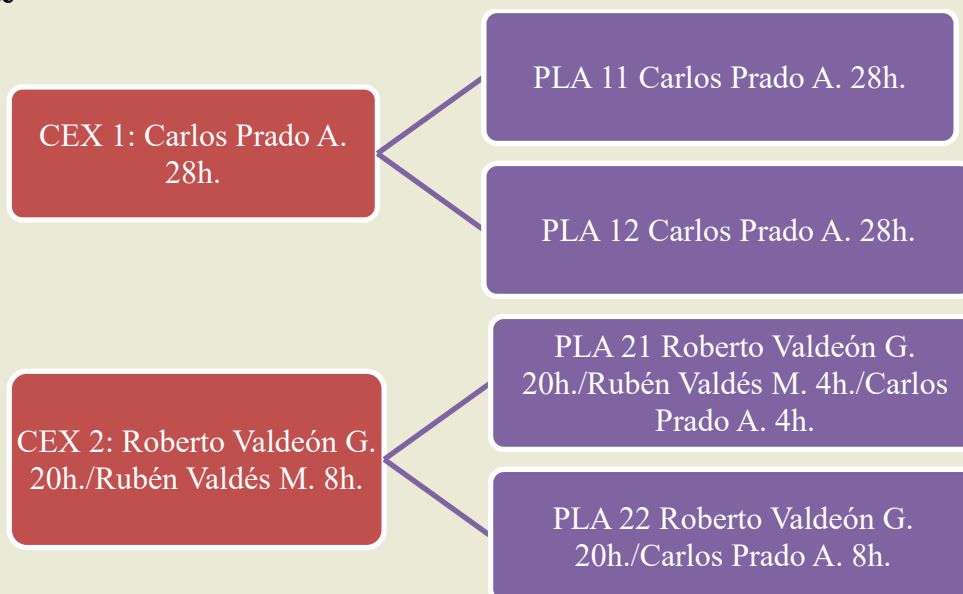 CEX 1: Carlos Prado A.
28h.
PLA 11 Carlos Prado A. 28h.
PLA 12 Carlos Prado A. 28h.
CEX 2: Roberto Valdeón G.
20h./Rubén Valdés M. 8h.
PLA 21 Roberto Valdeón G.
20h./Rubén Valdés M. 4h./Carlos
Prado A. 4h.
PLA 22 Roberto Valdeón G.
20h./Carlos Prado A. 8h.